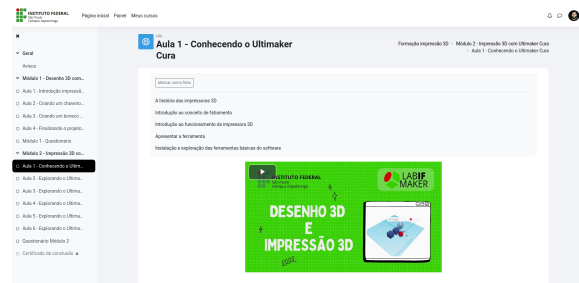 INSTITUTO FEDERAL
São Paulo
Câmpus Itapetininga
Página inicial Painel Meus cursos
Geral
Avisos
Módulo 1 - Desenho 3D com...
Aula 1 - Introdução impressã...
Aula 2 - Criando um chaveiro...
Aula 3 - Criando um boneco ...
Aula 4 - Finalizando o projeto...
Módulo 1 - Questionário
Módulo 2 - Impressão 3D co...
Aula 1 - Conhecendo o Ultim...
Aula 2 - Explorando o Ultima...
Aula 3 - Explorando o Ultima...
Aula 4 - Explorando o Ultima...
Aula 5 - Explorando o Ultima...
Aula 6 - Explorando o Ultima...
Questionário Módulo 2
Certificado de conclusão
URL
Aula 1 - Conhecendo o Ultimaker
Cura
Formação impressão 3D / Módulo 2 - Impressão 3D com Ultimaker Cura
/ Aula 1 - Conhecendo o Ultimaker Cura
Marcar como feito
A história das impressoras 3D
Introdução ao conceito de fatiamento
Introdução ao funcionamento da impressora 3D
Apresentar a ferramenta
Instalação e exploração das ferramentas básicas do software
INSTITUTO FEDERAL
São Paulo
Câmpus Itapetininga
LABIF
MAKER
DESENHO 3D
E
IMPRESSÃO 3D